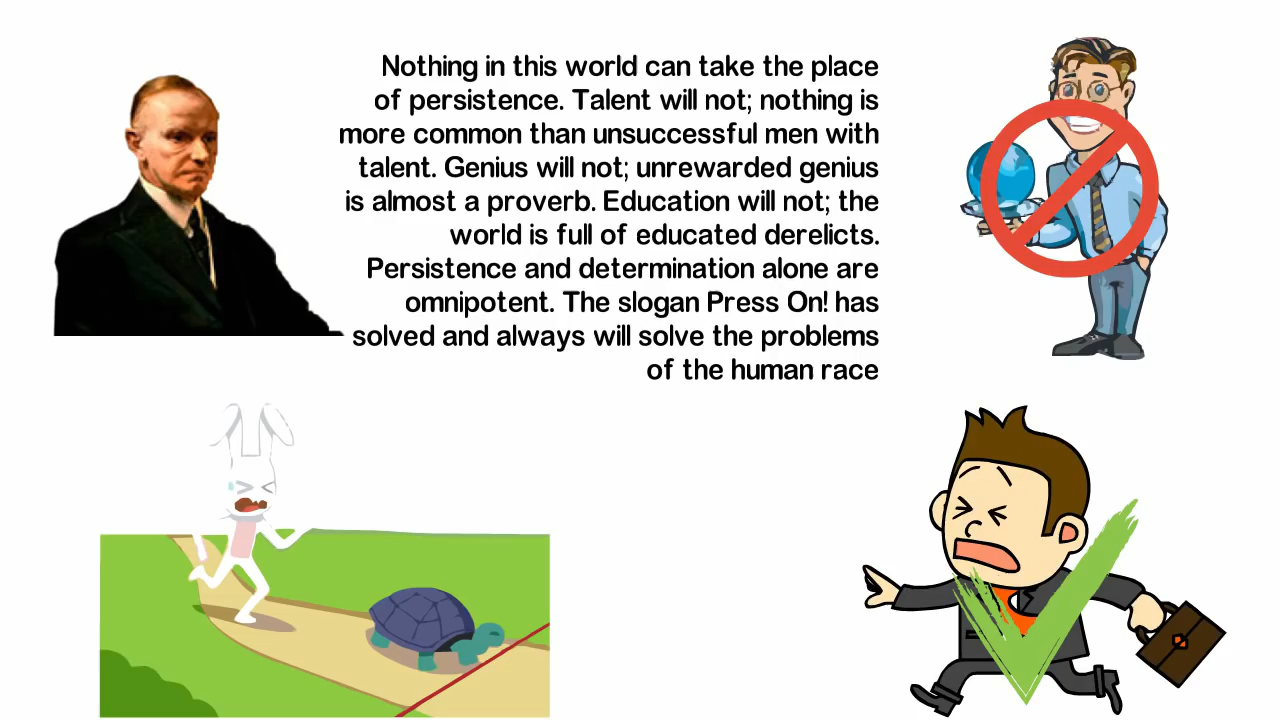 Nothing in this world can take the place
of persistence. Talent will not; nothing is
more common than unsuccessful men with
talent. Genius will not; unrewarded genius
is almost a proverb. Education will not; the
world is full of educated derelicts.
Persistence and determination alone are
omnipotent. The slogan Press On! has
solved and always will solve the problems
of the human race